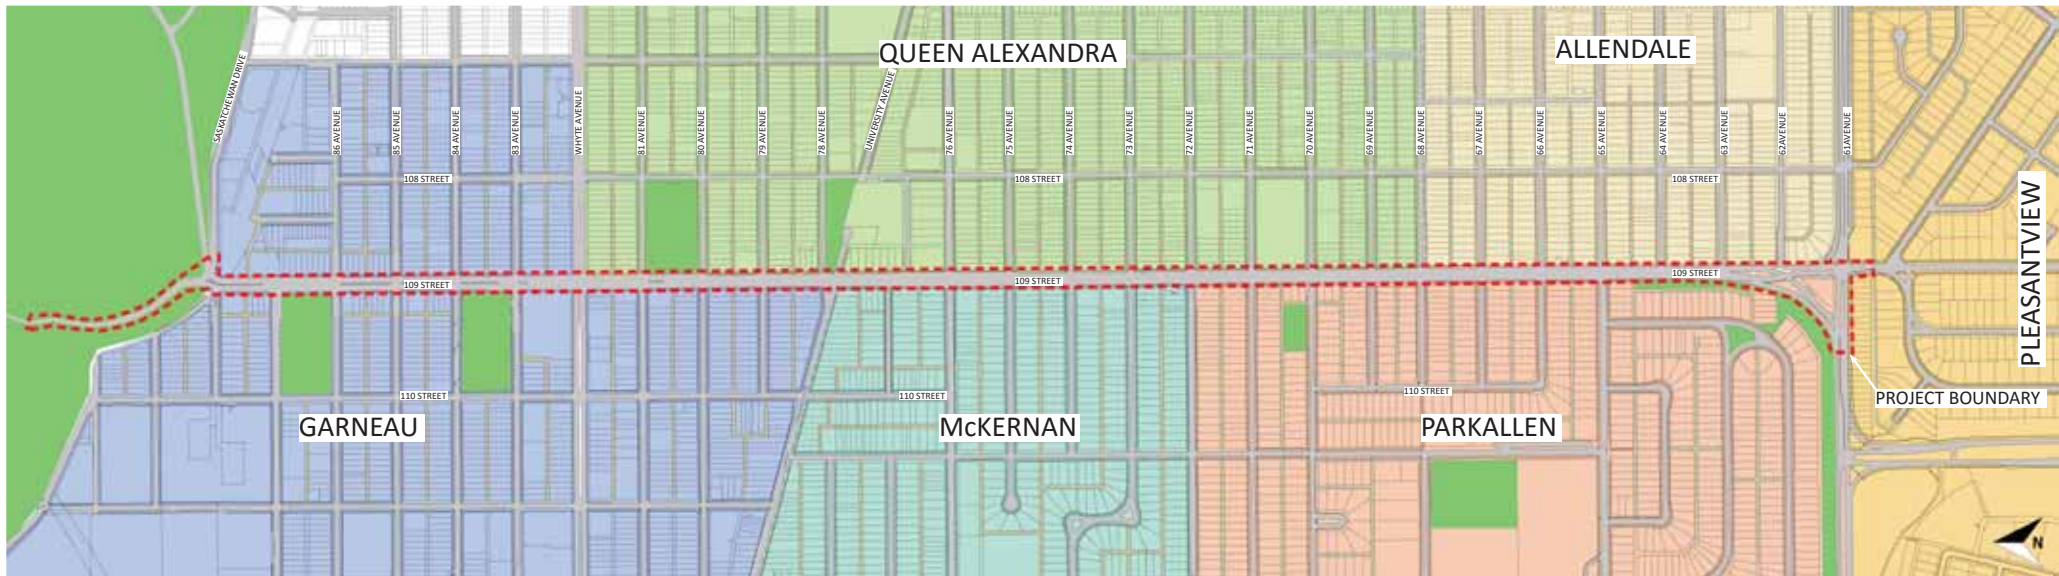 QUEEN ALEXANDRA
ALLENDALE
SASKATCHEWAN DRIVE
86 AVENUE
85 AVENUE
84 AVENUE
83 AVENUE
WHYTE AVENUE
81 AVENUE
80 AVENUE
79 AVENUE
78 AVENUE
UNIVERSITY AVENUE
76 AVENUE
75 AVENUE
74 AVENUE
73 AVENUE
72 AVENUE
71 AVENUE
70 AVENUE
69 AVENUE
68 AVENUE
67 AVENUE
66 AVENUE
65 AVENUE
64 AVENUE
63 AVENUE
62AVENUE
61AVENUE
108 STREET
108 STREET
108 STREET
PLEASANTVIEW
109 STREET
109 STREET
109 STREET
110 STREET
110 STREET
110 STREET
PROJECT BOUNDARY
GARNEAU
McKERNAN
PARKALLEN
N